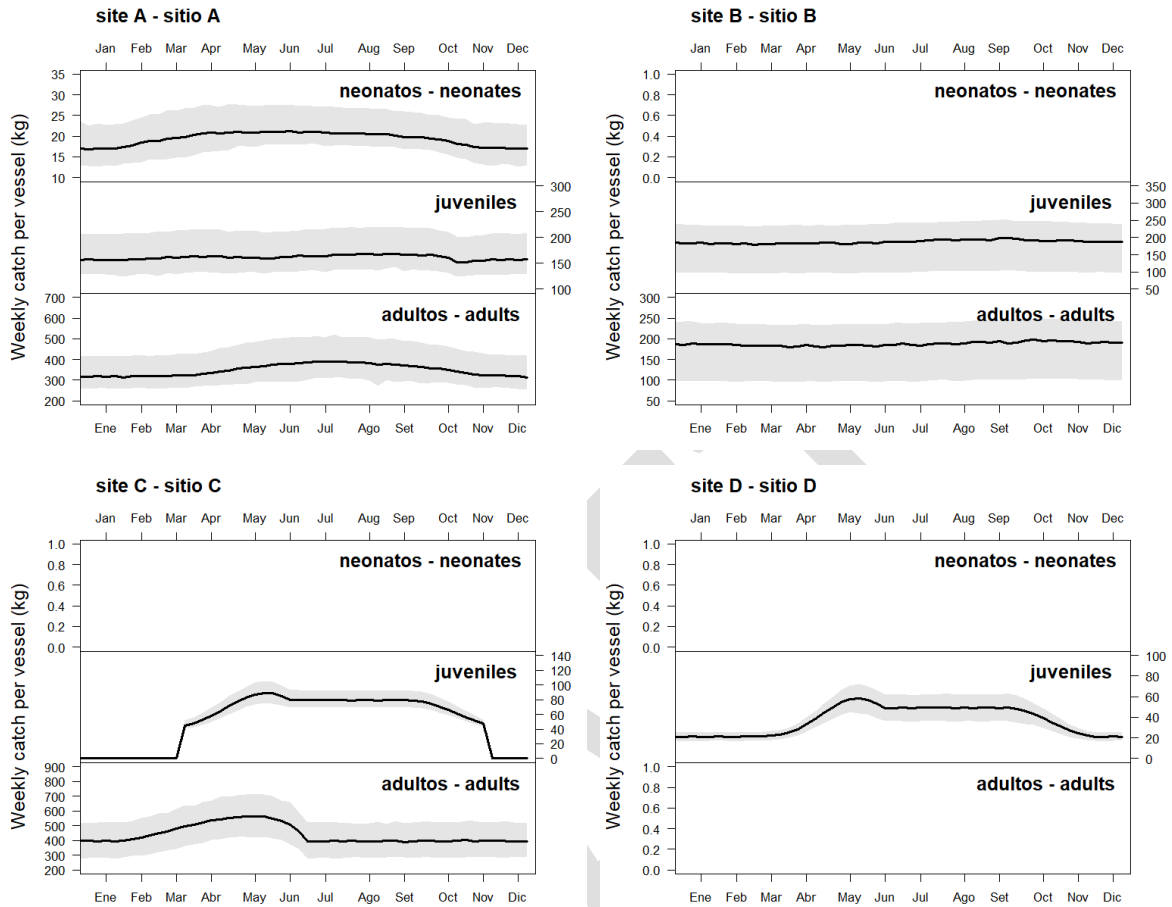 site A - sitio A
Jan Feb Mar Apr May Jun Jul Aug Sep Oct Nov Dec
Weekly catch per vessel (kg)
35
30
25
20
15
10
neonatos - neonates
300
250
200
150
100
juveniles
700
600
500
400
300
200
adultos - adults
Ene Feb Mar Abr May Jun Jul Ago Set Oct Nov Dic
site B - sitio B
Jan Feb Mar Apr May Jun Jul Aug Sep Oct Nov Dec
Weekly catch per vessel (kg)
1.0
0.8
0.6
0.4
0.2
0.0
neonatos - neonates
350
300
250
200
150
100
50
juveniles
300
250
200
150
100
50
adultos - adults
Ene Feb Mar Abr May Jun Jul Ago Set Oct Nov Dic
site C - sitio C
Jan Feb Mar Apr May Jun Jul Aug Sep Oct Nov Dec
Weekly catch per vessel (kg)
1.0
0.8
0.6
0.4
0.2
0.0
neonatos - neonates
140
120
100
80
60
40
20
0
juveniles
900
800
700
600
500
400
300
200
adultos - adults
Ene Feb Mar Abr May Jun Jul Ago Set Oct Nov Dic
site D - sitio D
Jan Feb Mar Apr May Jun Jul Aug Sep Oct Nov Dec
Weekly catch per vessel (kg)
1.0
0.8
0.6
0.4
0.2
0.0
neonatos - neonates
100
80
60
40
20
0
juveniles
1.0
0.8
0.6
0.4
0.2
0.0
adultos - adults
Ene Feb Mar Abr May Jun Jul Ago Set Oct Nov Dic